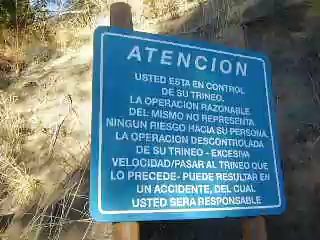 ATENCION
USTED ESTA EN CONTROL
DE SU TRINEO.
LA OPERACION RAZONABLE
DEL MISMO NO REPRESENTA
NINGUN RIESGO HACIA SU PERSONA.
LA OPERACION DESCONTROLADA
DE SU TRINEO - EXCESIVA
VELOCIDAD/PASAR AL TRINEO QUE
LO PRECEDE- PUEDE RESULTAR EN
UN ACCIDENTE, DEL CUAL
USTED SERA RESPONSABLE